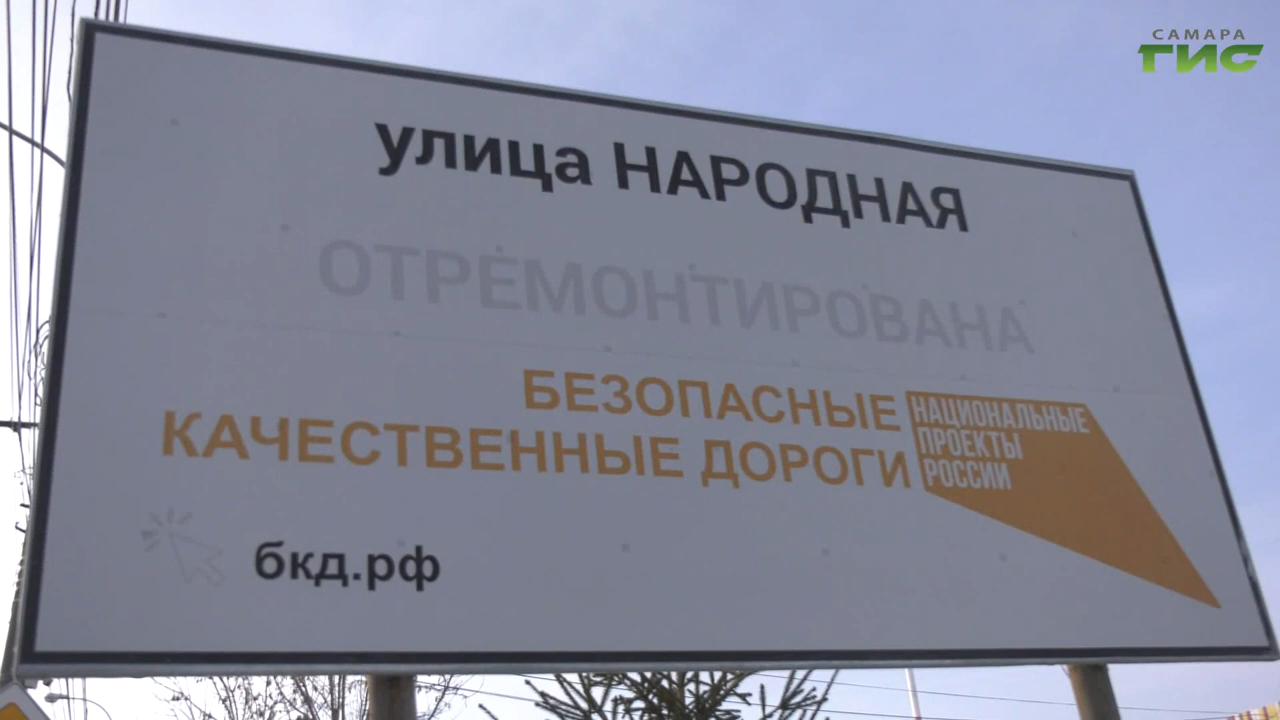 САМАРА
ГИС
улица НАРОДНАЯ
ОТРЕМОНТИРОВАНА
БЕЗОПАСНЫЕ
КАЧЕСТВЕННЫЕ ДОРОГИ
НАЦИОНАЛЬНЫЕ
ПРОЕКТЫ
РОССИИ
бкд.рф